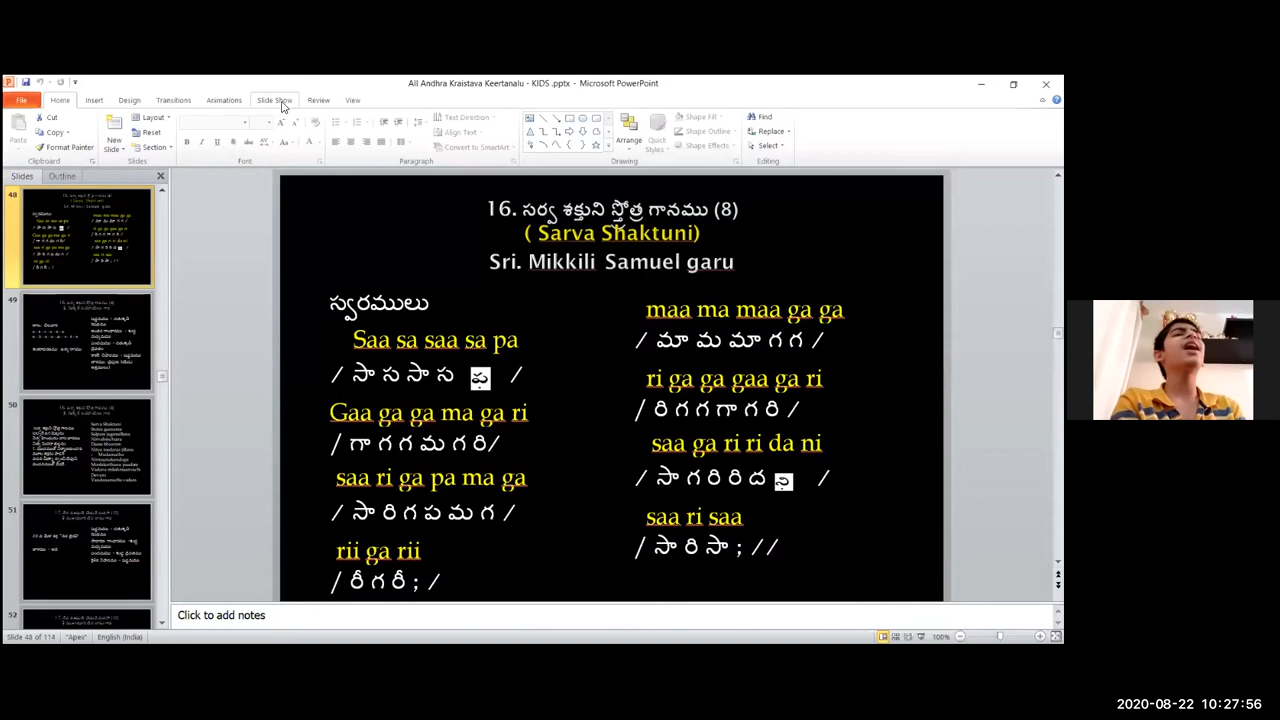 All Andhra Kraistava Keertanalu - KIDS .pptx - Microsoft PowerPoint
File Home Insert Design Transitions Animations Slide Show Review View
Cut
Copy
Format Painter
Paste
Clipboard
New
Slide
Layout
Reset
Section
Slides
Font
Text Direction
Align Text
Convert to SmartArt
Paragraph
Arrange
Quick
Styles
Shape Fill
Shape Outline
Shape Effects
Drawing
Find
Replace
Select
Editing
Slides Outline
48
49
50
51
52
16. సర్వ శక్తుని స్తోత్ర గానము (8)
( Sarva Shaktuni)
Sri. Mikkili Samuel garu
స్వరములు
Saa sa saa sa pa
/ సా స సా స ప /
Gaa ga ga ma ga ri
/ గా గ గ మ గ రి/
saa ri ga pa ma ga
/ సా రి గ ప మ గ /
rii ga rii
/ రీ గ రీ ; /
maa ma maa ga ga
/ మా మ మా గ గ /
ri ga ga gaa ga ri
/ రి గ గ గా గ రి /
saa ga ri ri da ni
/ సా గ రి రి ద ని /
saa ri saa
/ సా రి సా ; //
Click to add notes
Slide 48 of 114 "Apex" English (India) 100%
2020-08-22 10:27:56